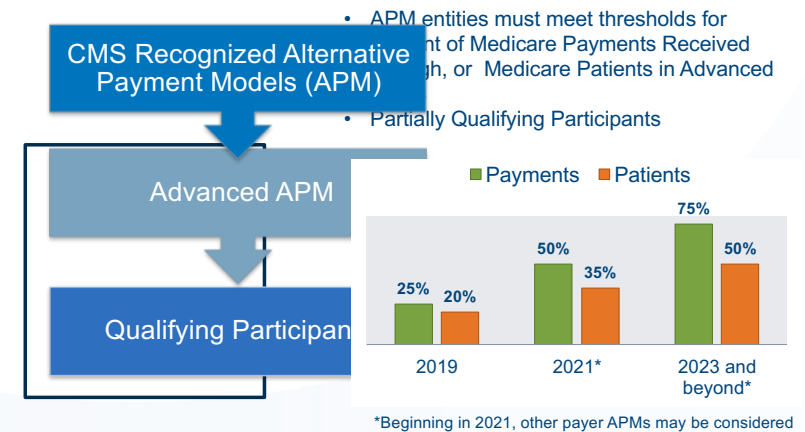 CMS Recognized Alternative
Payment Models (APM)
Advanced APM
Qualifying Participan
• APM entities must meet thresholds for
nt of Medicare Payments Received
gh, or Medicare Patients in Advanced
• Partially Qualifying Participants
Payments Patients
25% 20%
50%
35%
75%
50%
2019 2021* 2023 and
beyond*
*Beginning in 2021, other payer APMs may be considered